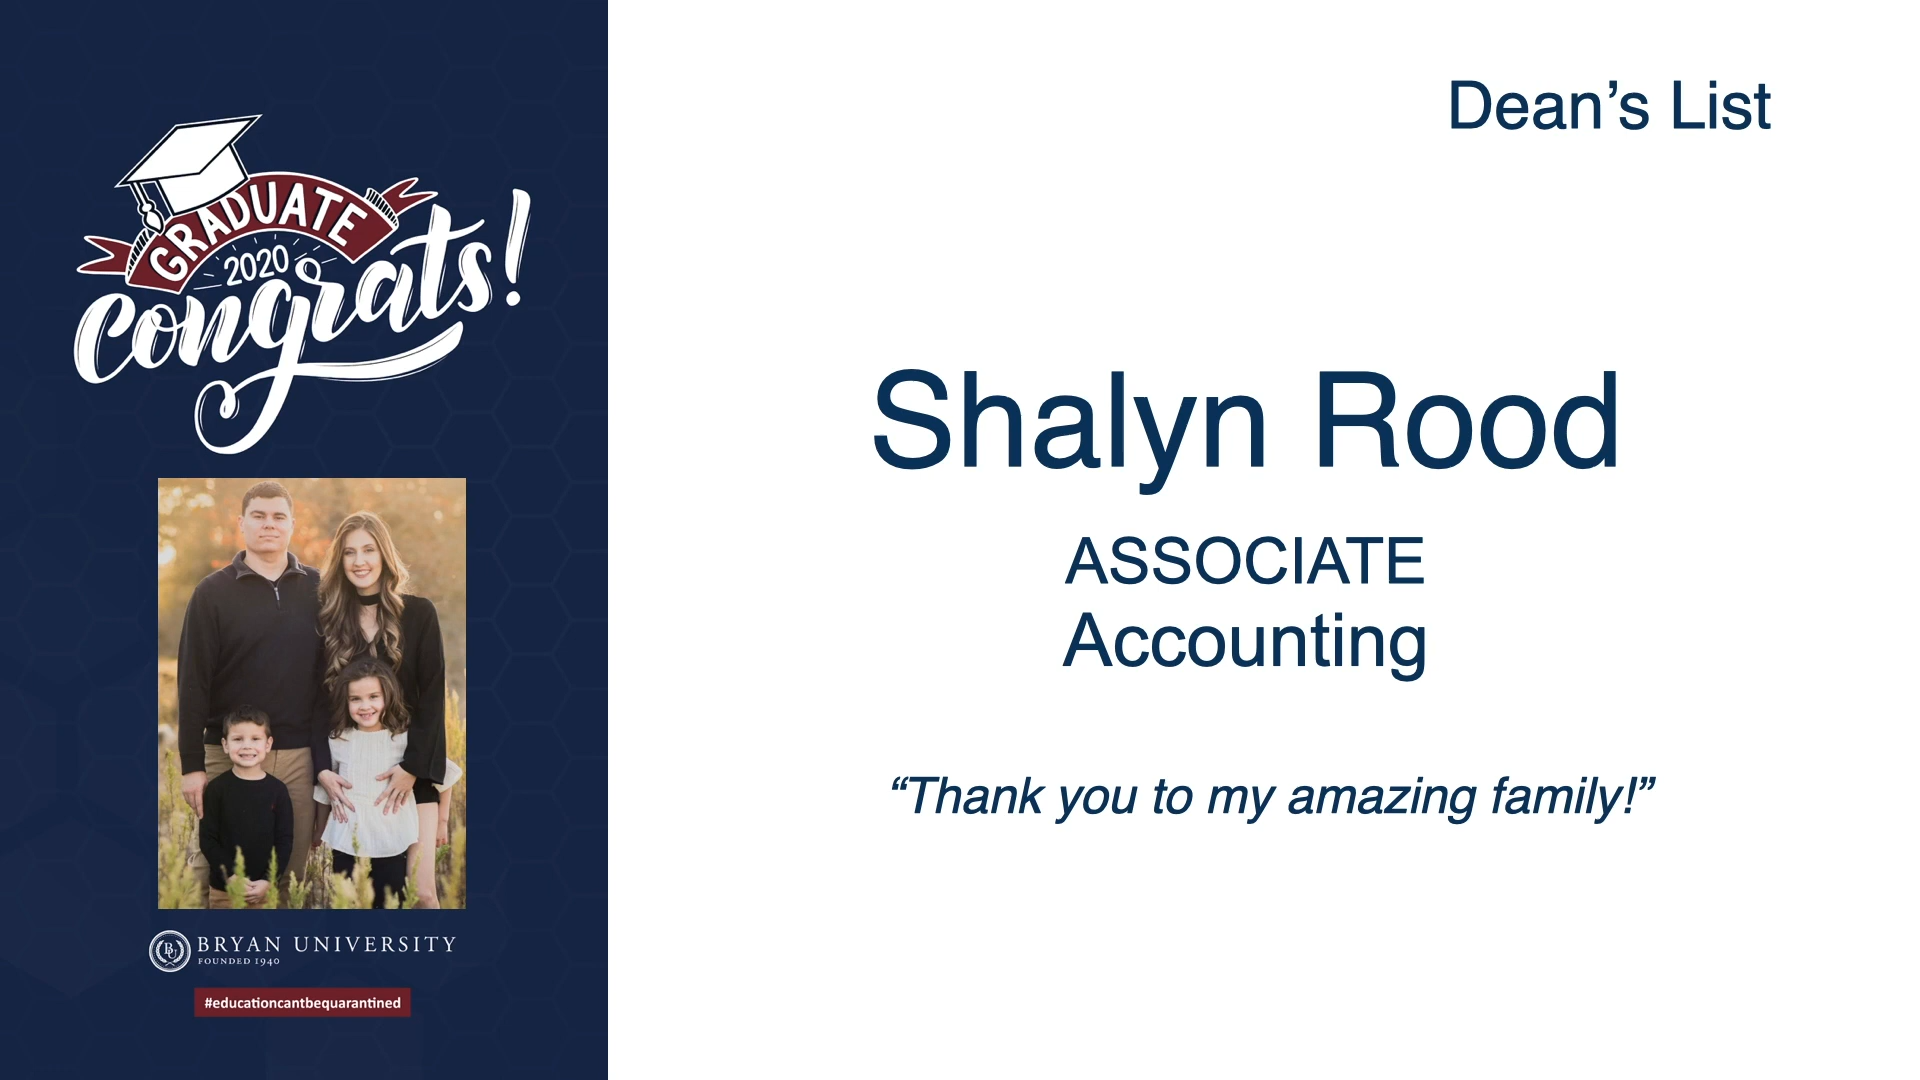 GRADUATE
2020
congrats!
BRYAN UNIVERSITY
FOUNDED 1940
#educationcantbequarantined
Dean’s List
Shalyn Rood
ASSOCIATE
Accounting
“Thank you to my amazing family!”